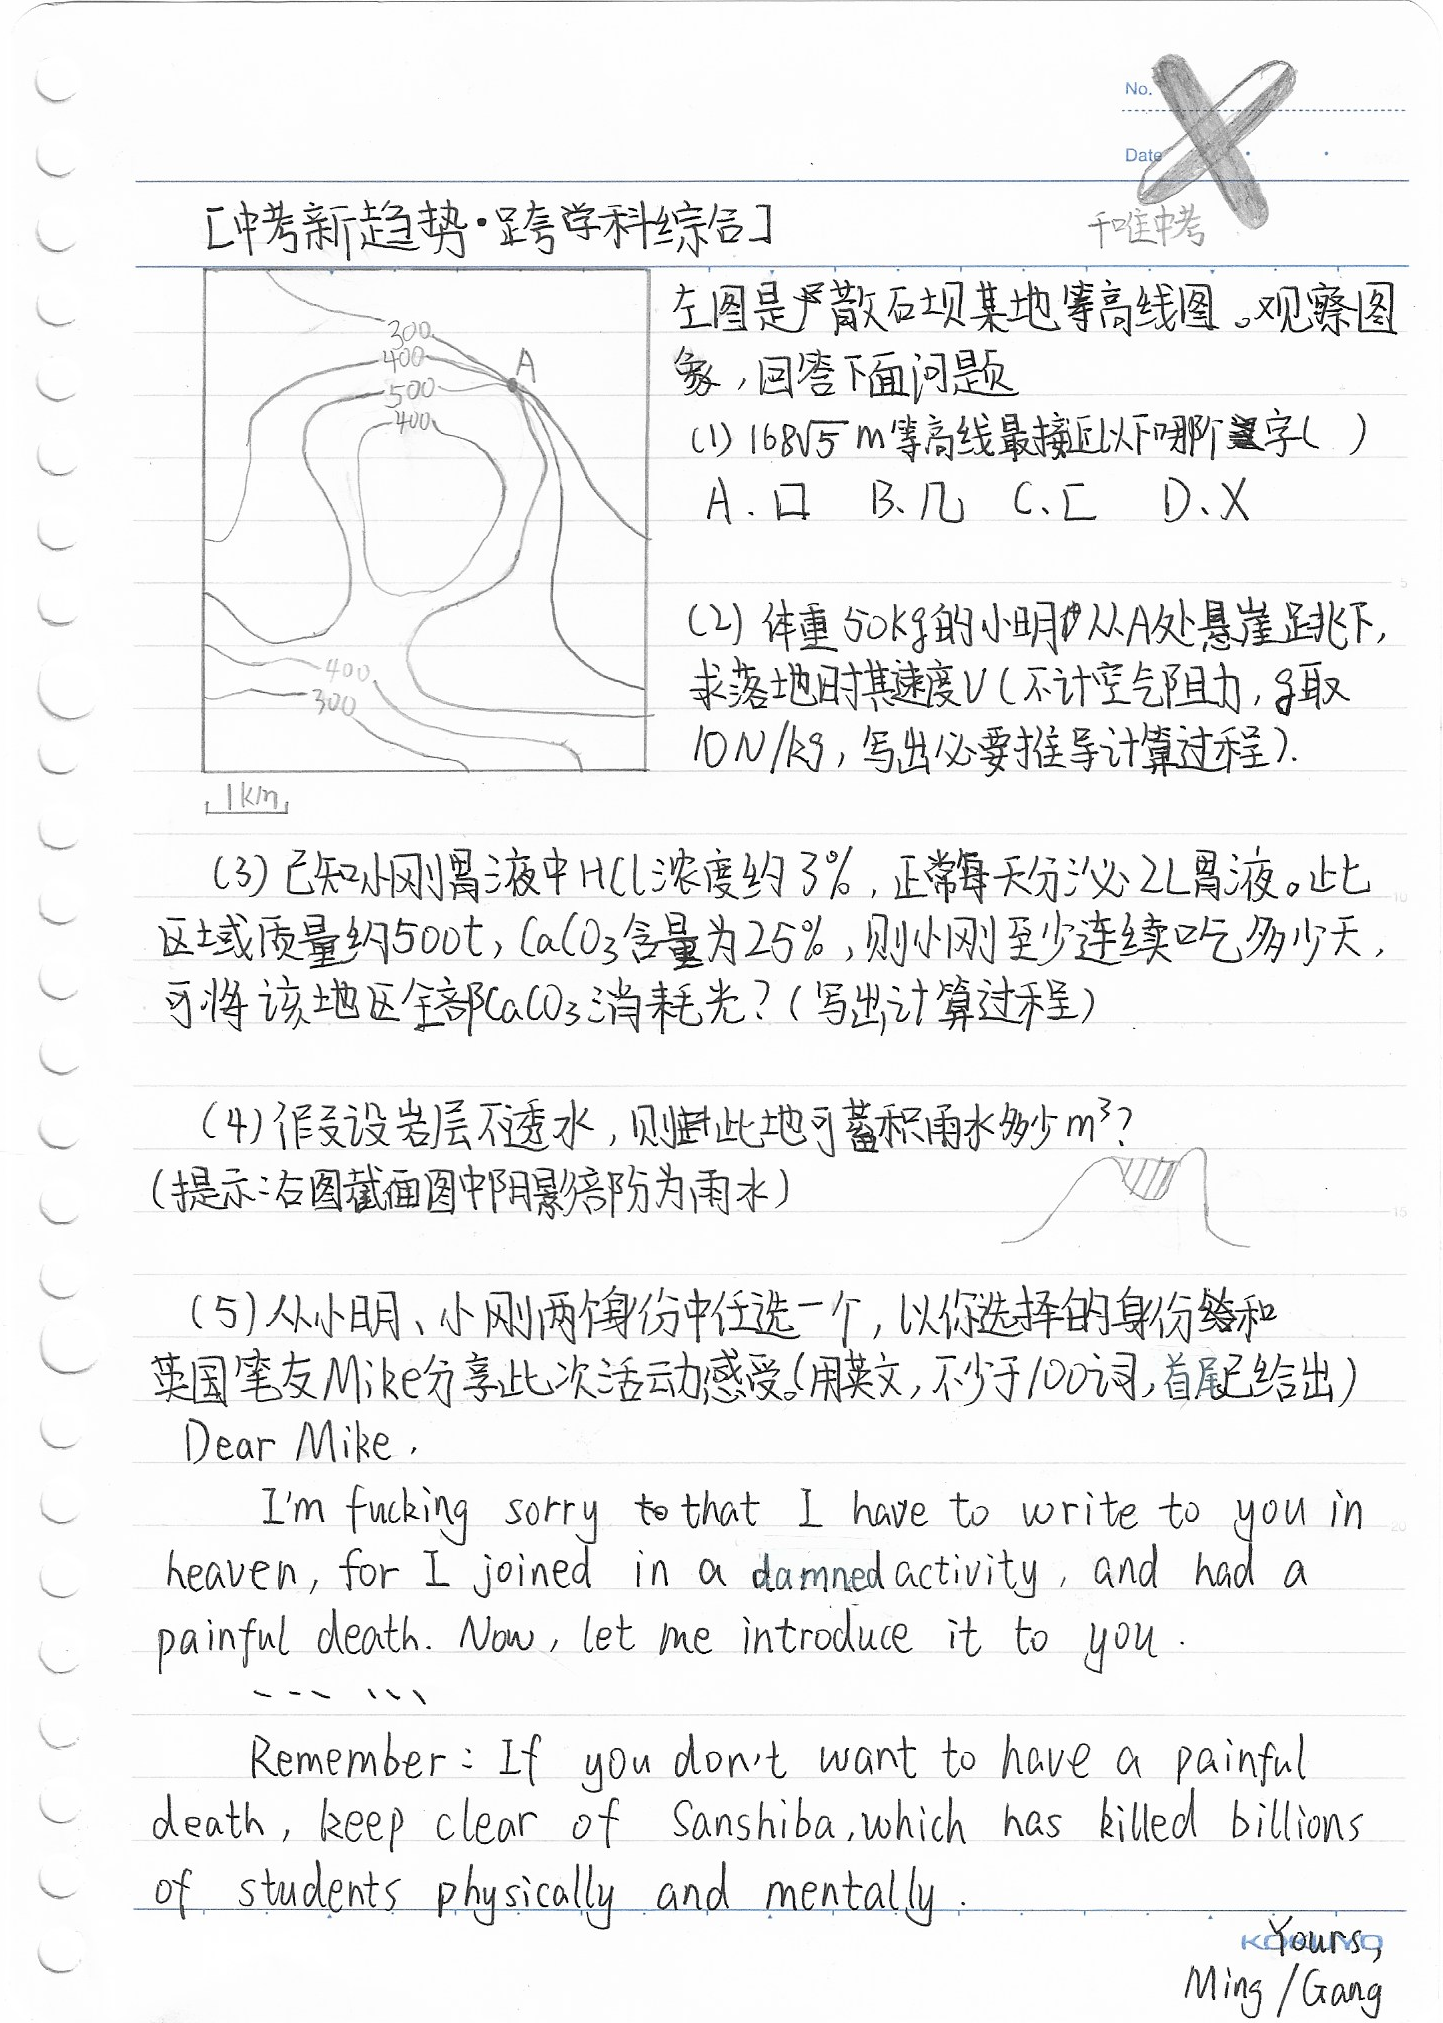 No.
Date
千唯中考
[中考新趋势·跨学科综合]
300
400
500
400
A
400
300
1km
左图是严散石坝某地等高线图。观察图
象,回答下面问题
(1) 168√5 m等高线最接近以下哪个字( )
A.口 B.几 C.匚 D.X
(2) 体重50kg的小明从A处悬崖跳下,
求落地时其速度V(不计空气阻力,g取
10N/kg,写出必要推导计算过程).
(3) 已知小刚胃液中HCl浓度约3%,正常每天分泌2L胃液。此
区域质量约500t,CaCO3含量为25%,则小刚至少连续吃多少天,
可将该地区全部CaCO3消耗光?(写出计算过程)
(4) 假设岩层不透水,则此地可蓄积雨水多少m³?
(提示:右图截面图中阴影部分为雨水)
(5) 从小明、小刚两个身份中任选一个,以你选择的身份给和
英国笔友Mike分享此次活动感受。(用英文,不少于100词,首尾已给出)
Dear Mike,
I'm fucking sorry that I have to write to you in
heaven, for I joined in a damned activity, and had a
painful death. Now, let me introduce it to you.
... ...
Remember: If you don't want to have a painful
death, keep clear of Sanshiba, which has killed billions
of students physically and mentally.
KOKUYO
Yours,
Ming/Gang